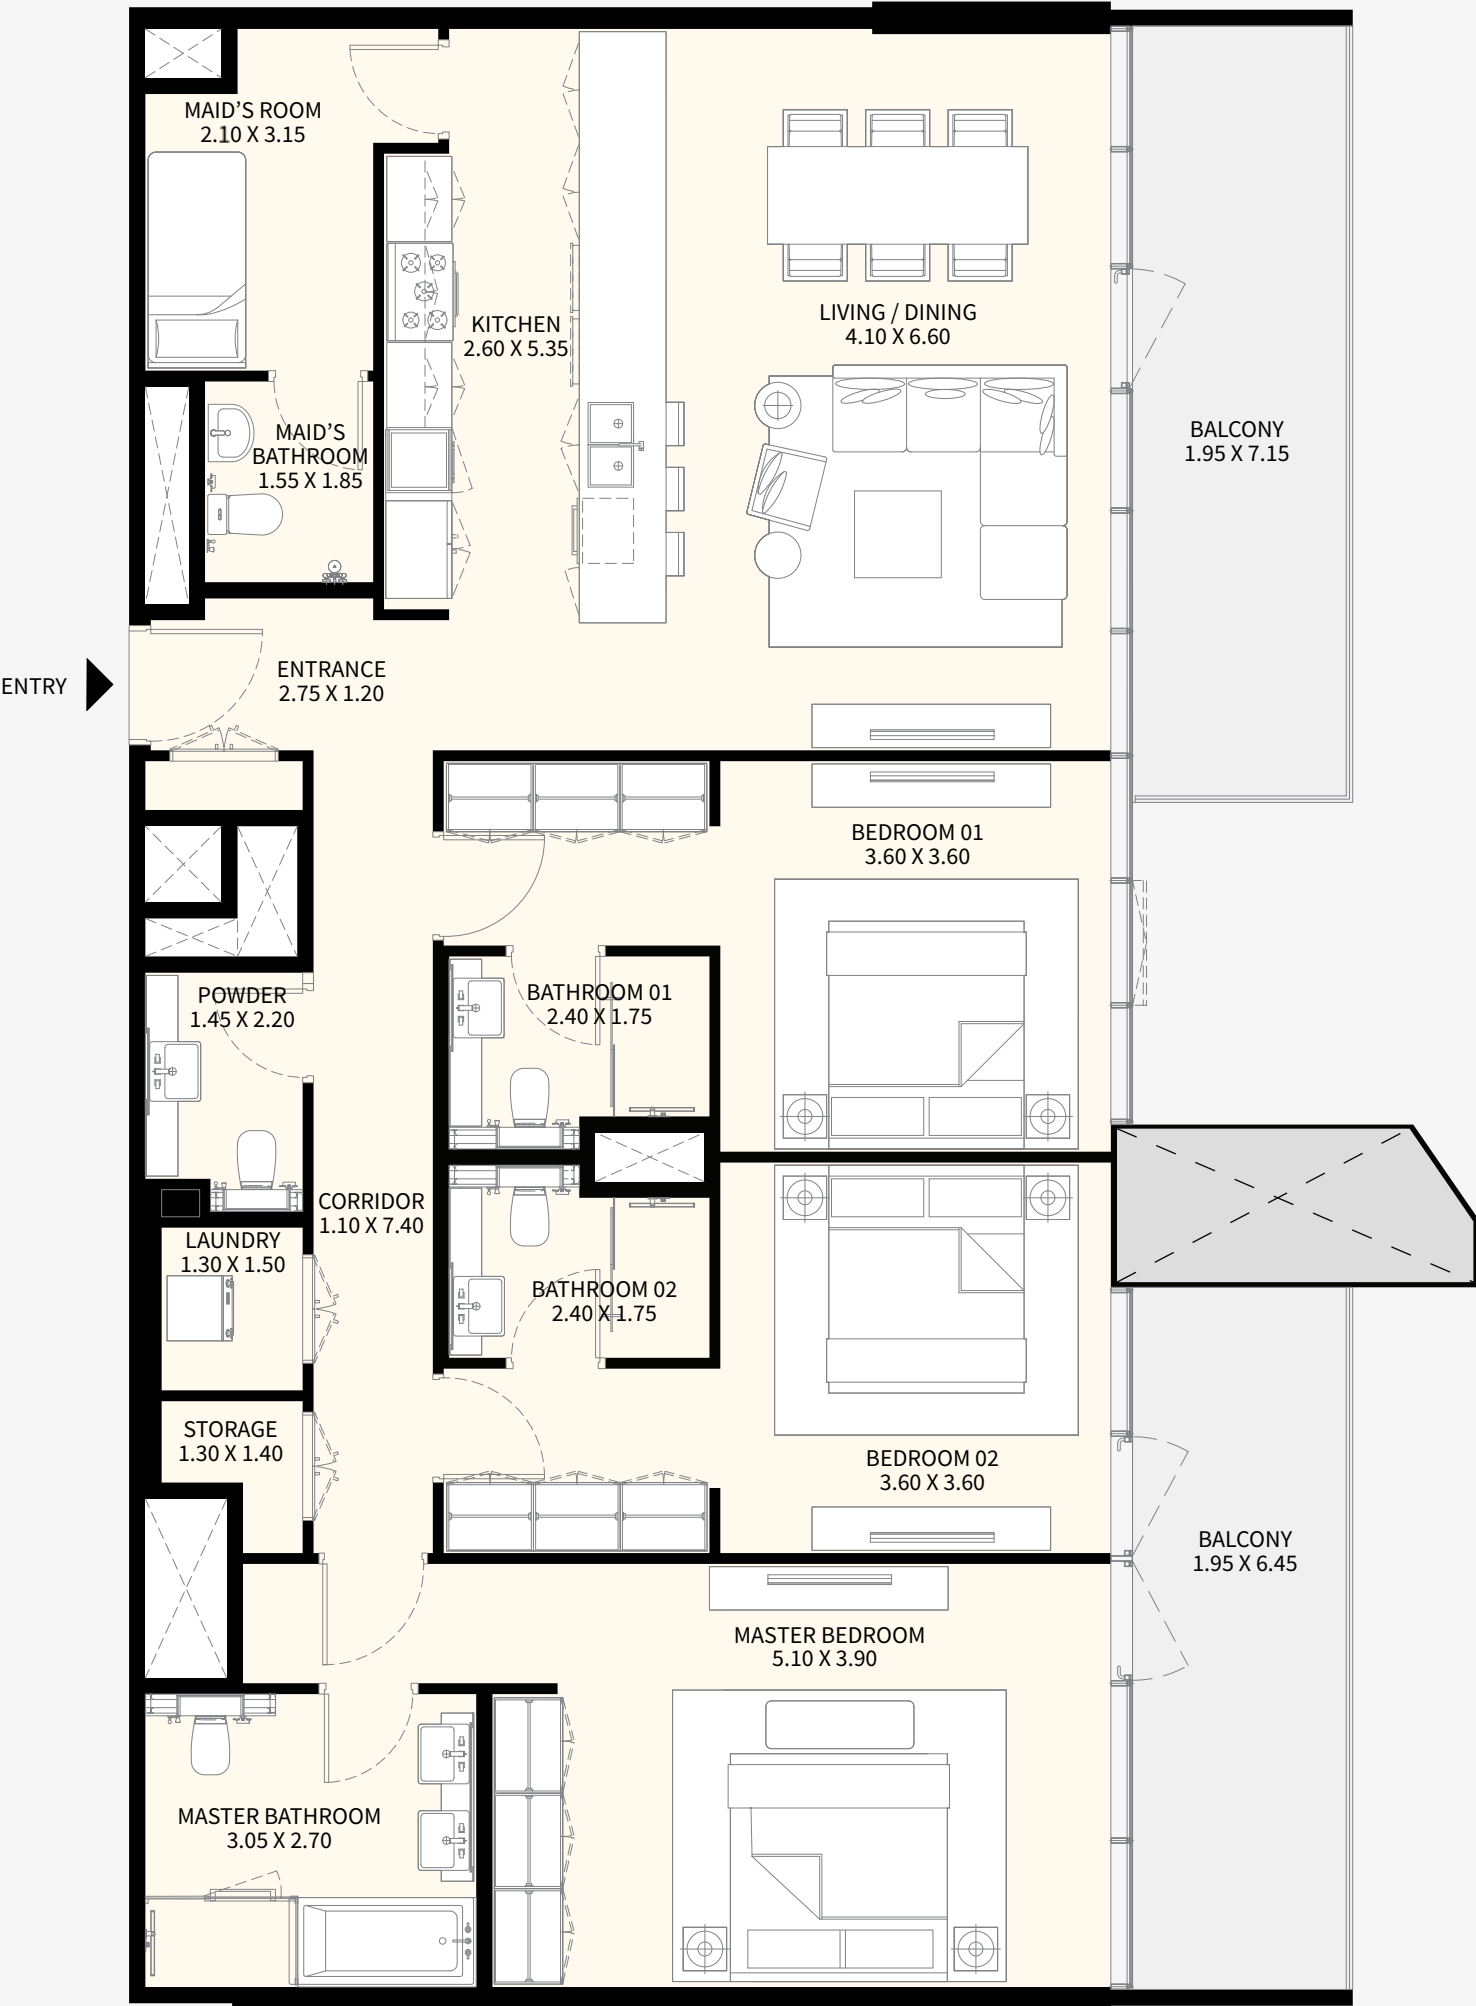 MAID’S ROOM
2.10 X 3.15
KITCHEN
2.60 X 5.35
LIVING / DINING
4.10 X 6.60
MAID’S
BATHROOM
1.55 X 1.85
BALCONY
1.95 X 7.15
ENTRY
ENTRANCE
2.75 X 1.20
BEDROOM 01
3.60 X 3.60
POWDER
1.45 X 2.20
BATHROOM 01
2.40 X 1.75
CORRIDOR
1.10 X 7.40
LAUNDRY
1.30 X 1.50
BATHROOM 02
2.40 X 1.75
STORAGE
1.30 X 1.40
BEDROOM 02
3.60 X 3.60
BALCONY
1.95 X 6.45
MASTER BEDROOM
5.10 X 3.90
MASTER BATHROOM
3.05 X 2.70